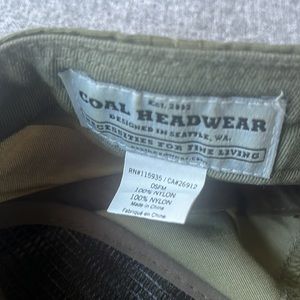 EST. 2002
COAL HEADWEAR
DESIGNED IN SEATTLE, WA.
NECESSITIES FOR FINE LIVING
RN#115935 / CA#26912
OSFM
100% NYLON
100% NYLON
Made in China
Fabriqué en Chine